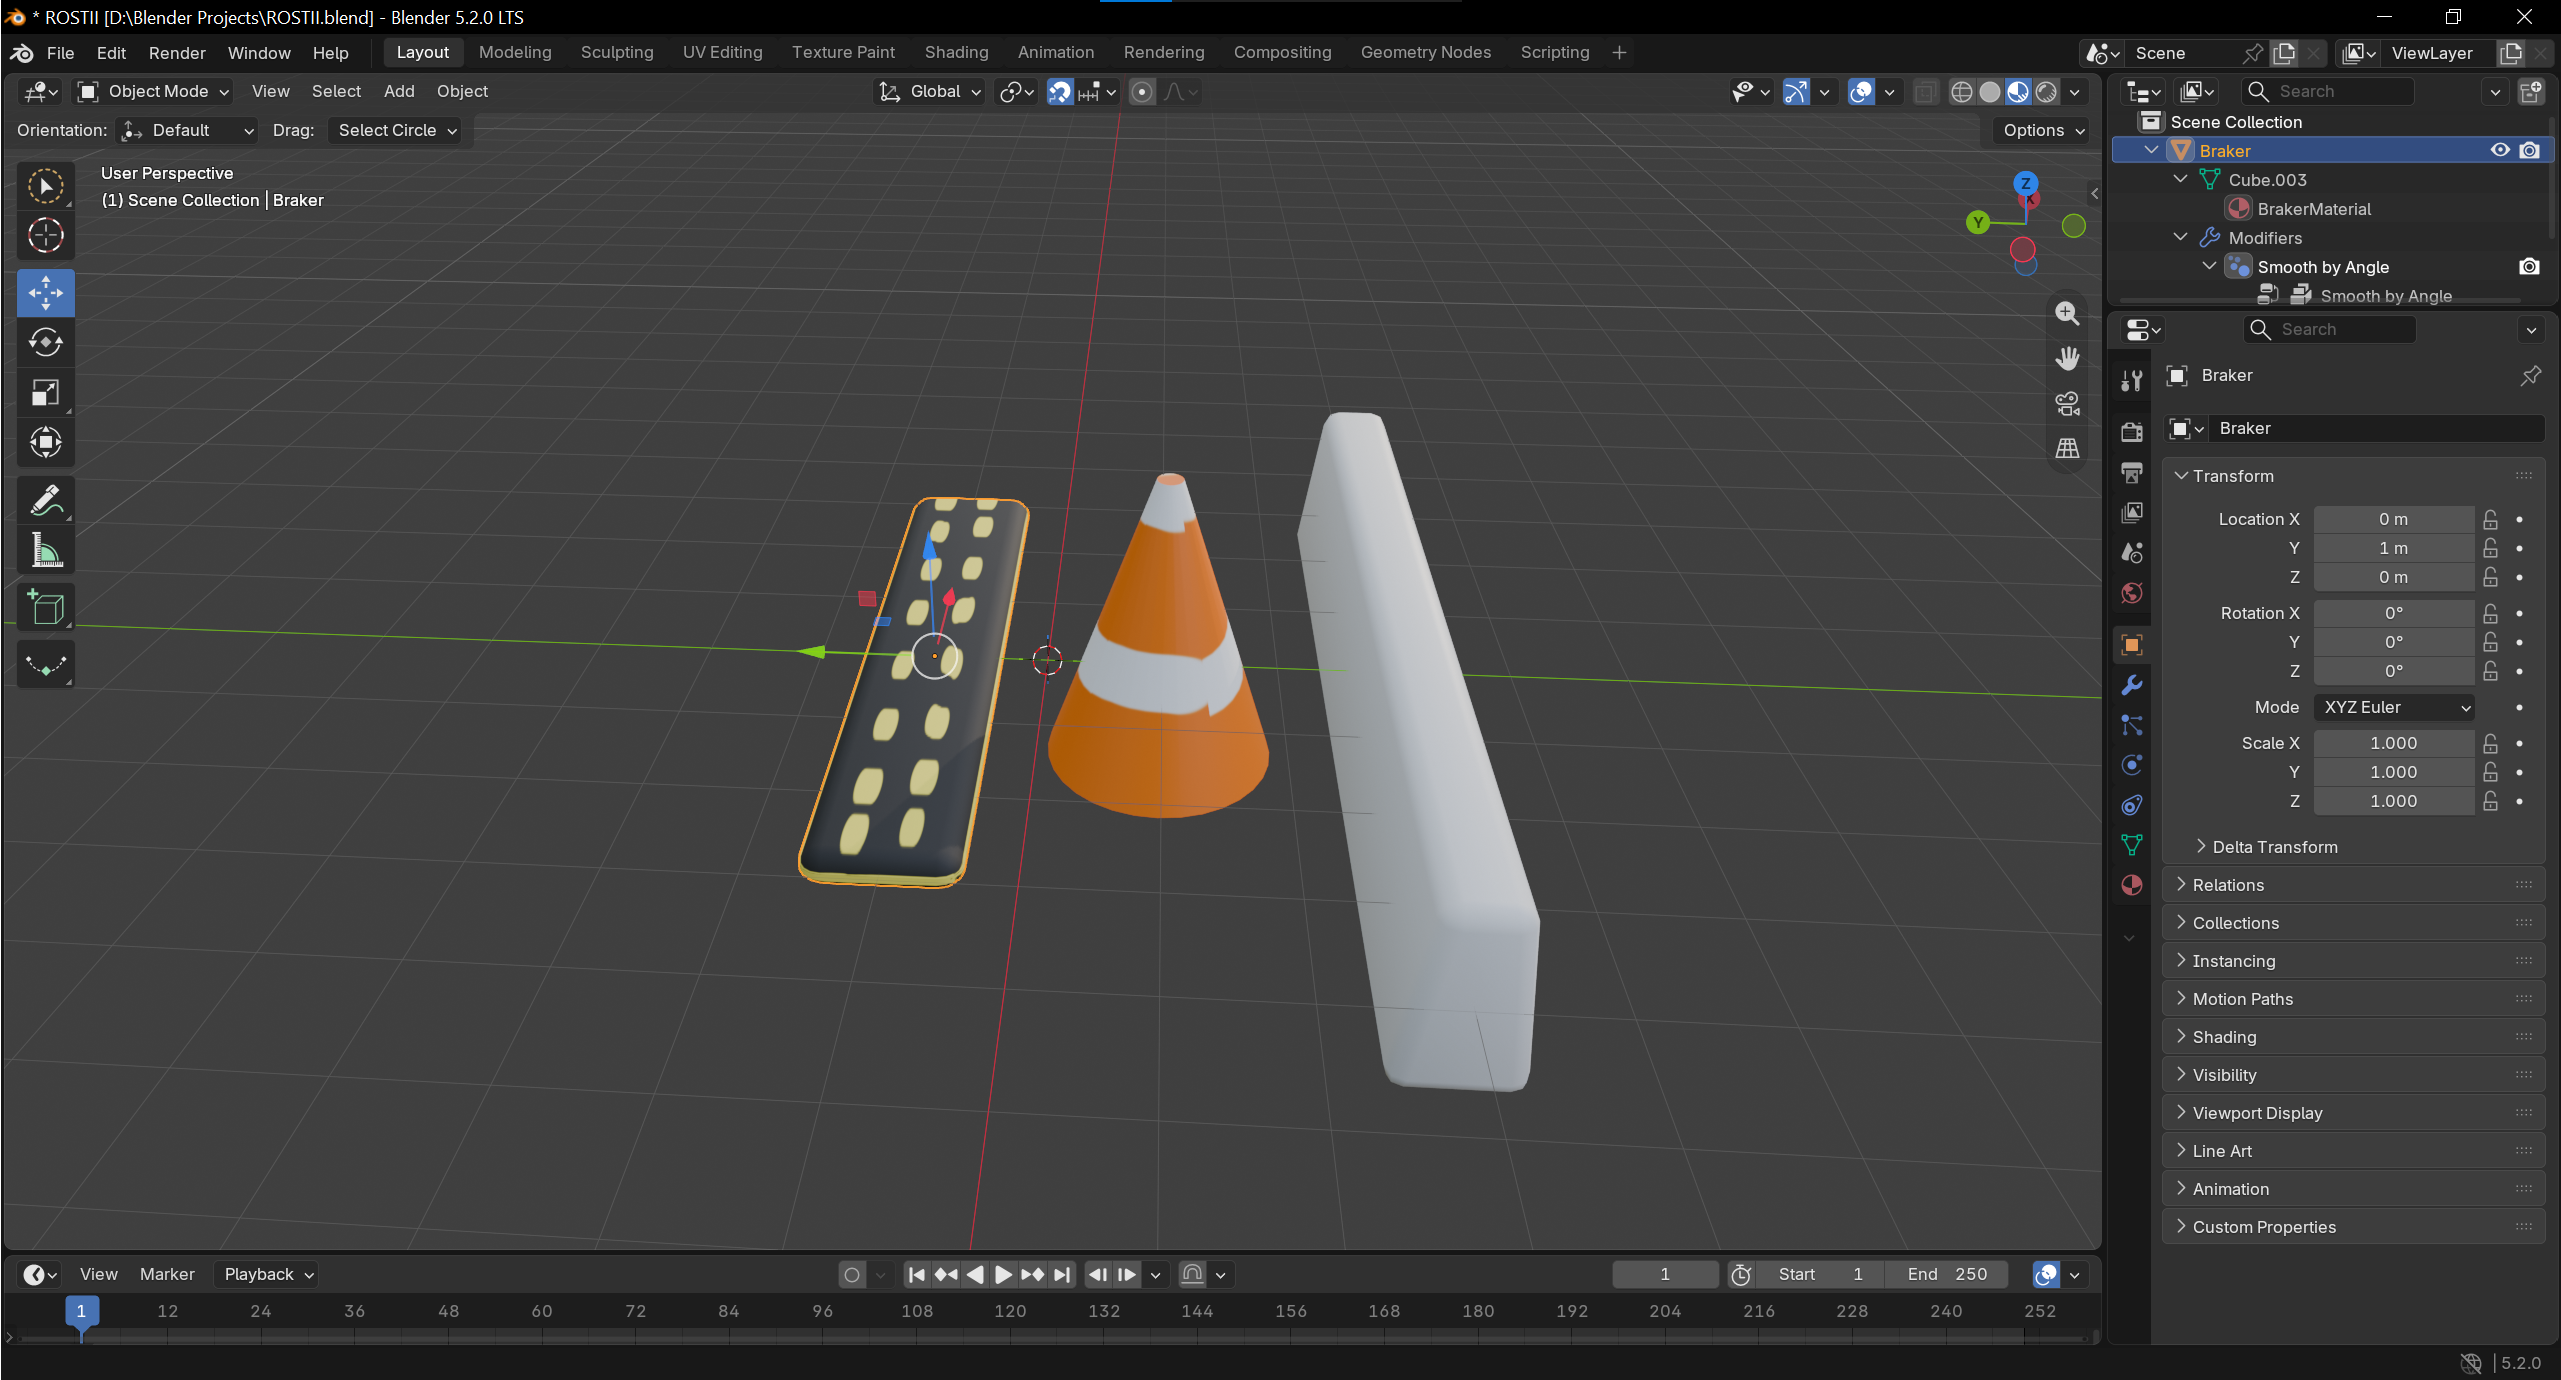 * ROSTII [D:\Blender Projects\ROSTII.blend] - Blender 5.2.0 LTS
File Edit Render Window Help Layout Modeling Sculpting UV Editing Texture Paint Shading Animation Rendering Compositing Geometry Nodes Scripting Scene ViewLayer
Object Mode View Select Add Object Global Search
Orientation: Default Drag: Select Circle Options
User Perspective
(1) Scene Collection | Braker
Z
X
Y
Scene Collection
Braker
Cube.003
BrakerMaterial
Modifiers
Smooth by Angle
Smooth by Angle
Search
Braker
Braker
Transform
Location X 0 m
Y 1 m
Z 0 m
Rotation X 0°
Y 0°
Z 0°
Mode XYZ Euler
Scale X 1.000
Y 1.000
Z 1.000
Delta Transform
Relations
Collections
Instancing
Motion Paths
Shading
Visibility
Viewport Display
Line Art
Animation
Custom Properties
View Marker Playback 1 Start 1 End 250
1 12 24 36 48 60 72 84 96 108 120 132 144 156 168 180 192 204 216 228 240 252
5.2.0